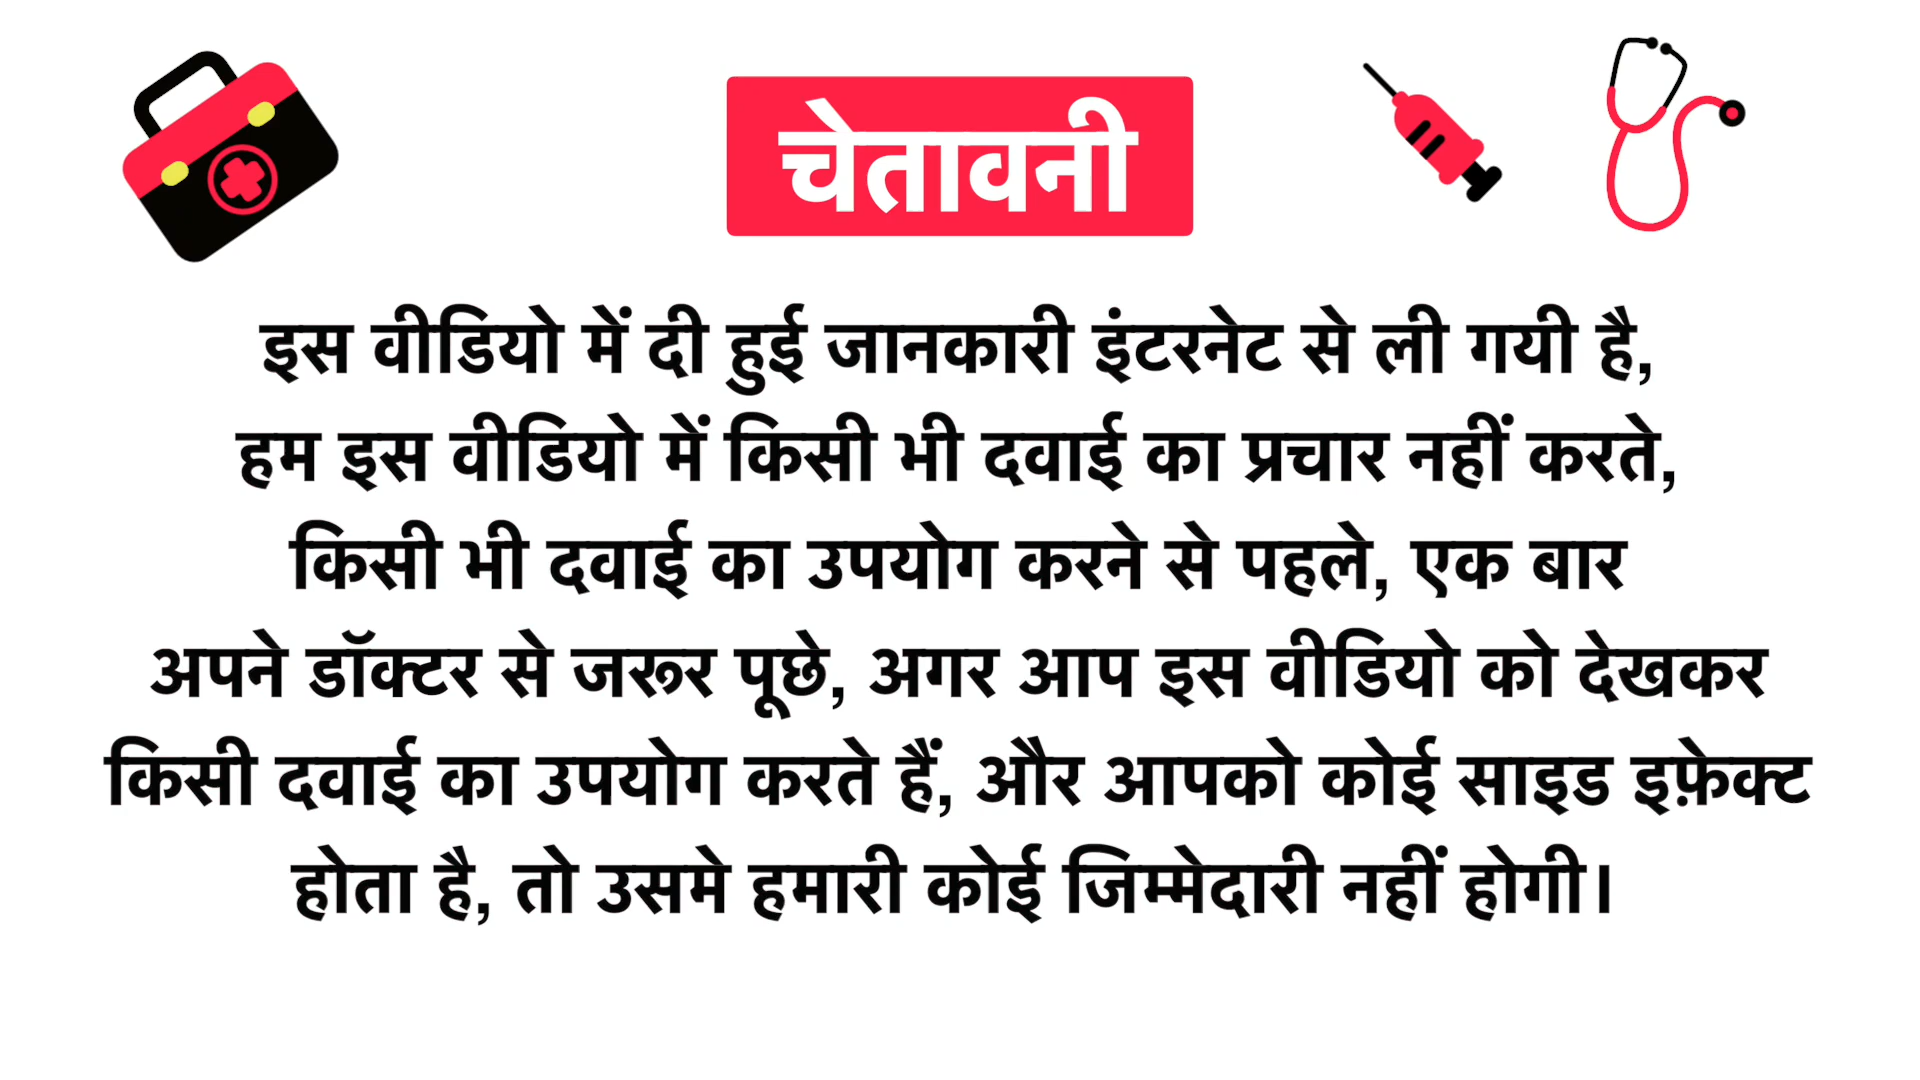 चेतावनी
इस वीडियो में दी हुई जानकारी इंटरनेट से ली गयी है,
हम इस वीडियो में किसी भी दवाई का प्रचार नहीं करते,
किसी भी दवाई का उपयोग करने से पहले, एक बार
अपने डॉक्टर से जरूर पूछे, अगर आप इस वीडियो को देखकर
किसी दवाई का उपयोग करते हैं, और आपको कोई साइड इफ़ेक्ट
होता है, तो उसमे हमारी कोई जिम्मेदारी नहीं होगी।